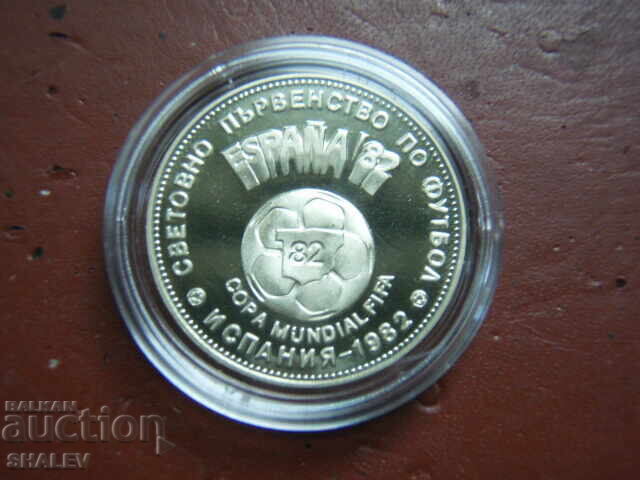 СВЕТОВНО ПЪРВЕНСТВО ПО ФУТБОЛ
ESPAÑA '82
82
COPA MUNDIAL FIFA
ИСПАНИЯ-1982
BALKAN
auction
SHALEV